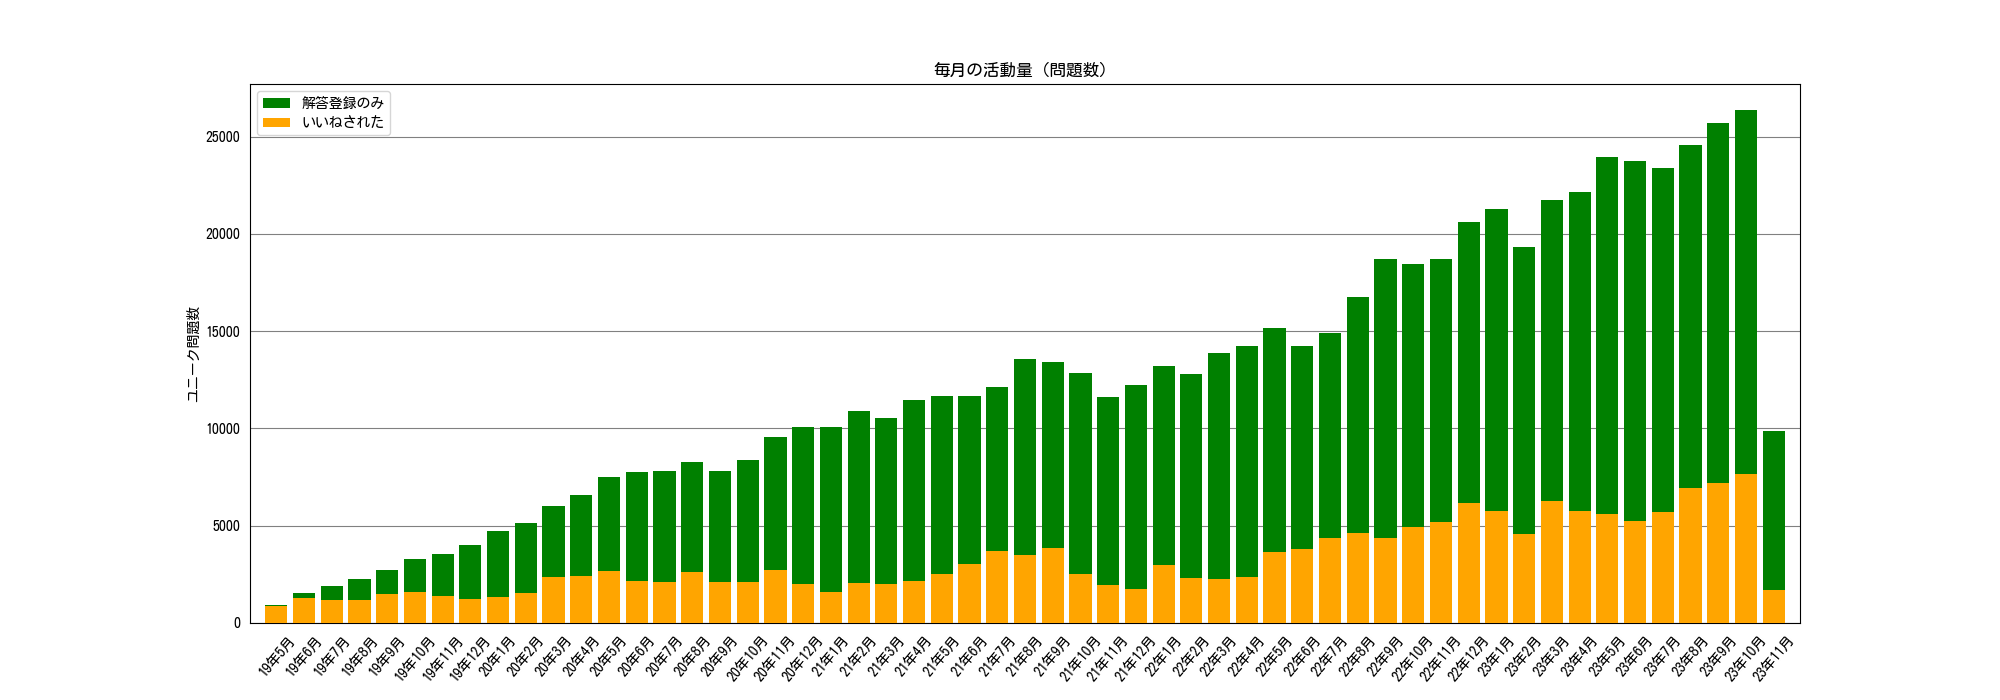 毎月の活動量（問題数）
解答登録のみ
いいねされた
ユニーク問題数
25000
20000
15000
10000
5000
0
19年5月
19年6月
19年7月
19年8月
19年9月
19年10月
19年11月
19年12月
20年1月
20年2月
20年3月
20年4月
20年5月
20年6月
20年7月
20年8月
20年9月
20年10月
20年11月
20年12月
21年1月
21年2月
21年3月
21年4月
21年5月
21年6月
21年7月
21年8月
21年9月
21年10月
21年11月
21年12月
22年1月
22年2月
22年3月
22年4月
22年5月
22年6月
22年7月
22年8月
22年9月
22年10月
22年11月
22年12月
23年1月
23年2月
23年3月
23年4月
23年5月
23年6月
23年7月
23年8月
23年9月
23年10月
23年11月